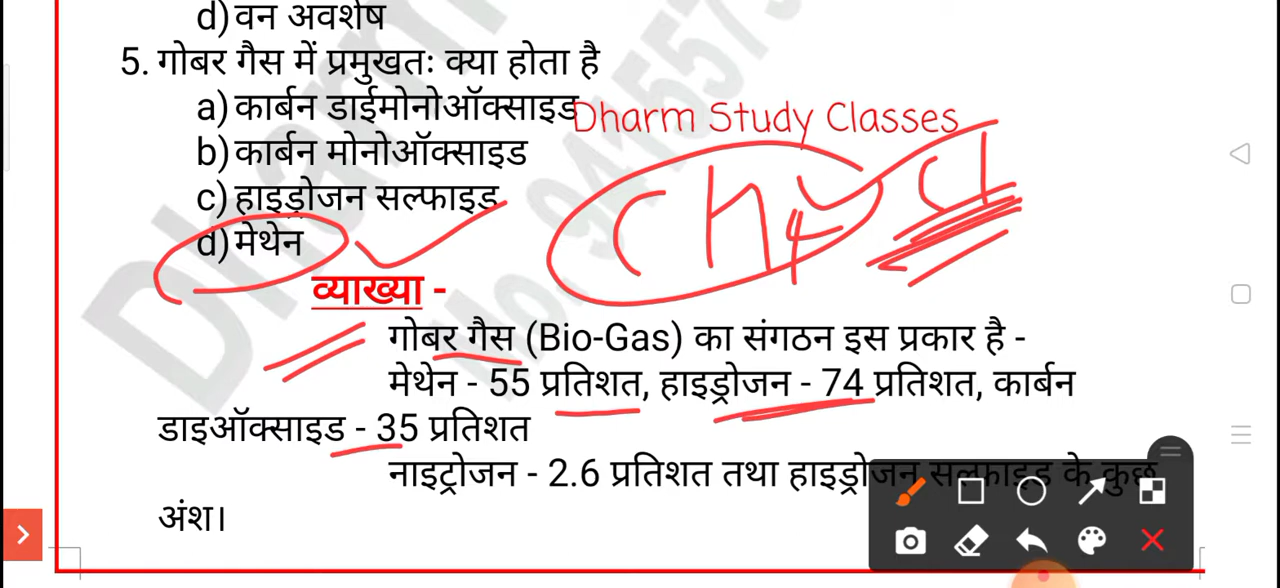 d) वन अवशेष
5. गोबर गैस में प्रमुखतः क्या होता है
a) कार्बन डाईमोनोऑक्साइड
Dharm Study Classes
b) कार्बन मोनोऑक्साइड
c) हाइड्रोजन सल्फाइड
d) मेथेन
CH4 d
व्याख्या -
गोबर गैस (Bio-Gas) का संगठन इस प्रकार है -
मेथेन - 55 प्रतिशत, हाइड्रोजन - 74 प्रतिशत, कार्बन
डाइऑक्साइड - 35 प्रतिशत
नाइट्रोजन - 2.6 प्रतिशत तथा हाइड्रोजन सल्फाइड के कुछ
अंश।